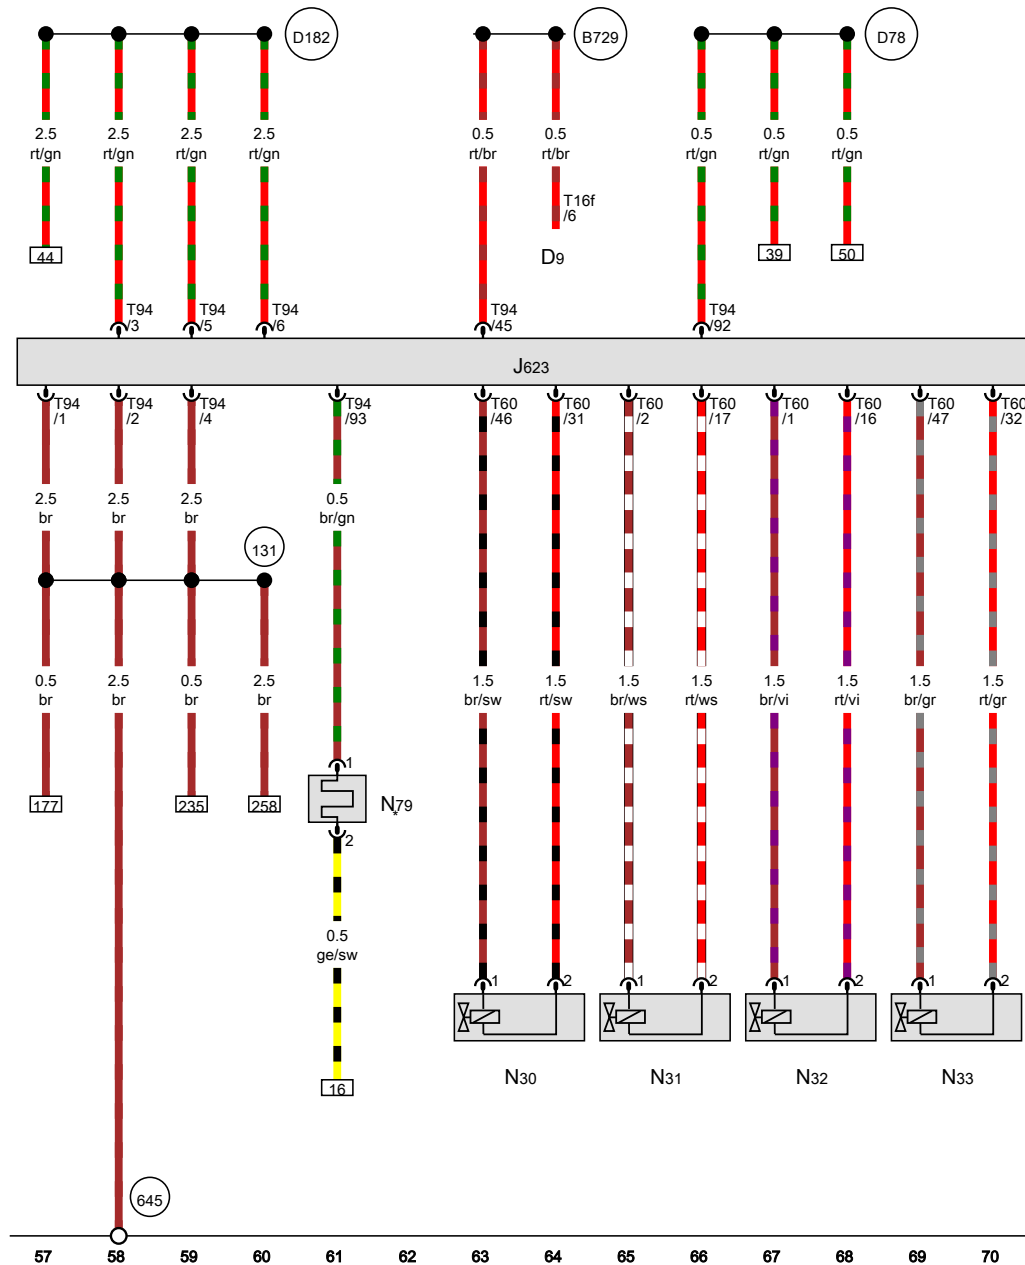 D182 B729 D78
2.5 2.5 2.5 2.5 0.5 0.5 0.5 0.5 0.5
rt/gn rt/gn rt/gn rt/gn rt/br rt/br rt/gn rt/gn rt/gn
T16f
/6
44 D9 39 50
T94 T94 T94 T94 T94
/3 /5 /6 /45 /92
J623
T94 T94 T94 T94 T60 T60 T60 T60 T60 T60 T60 T60
/1 /2 /4 /93 /46 /31 /2 /17 /1 /16 /47 /32
2.5 2.5 2.5 0.5
br br br br/gn
131
0.5 2.5 0.5 2.5 1.5 1.5 1.5 1.5 1.5 1.5 1.5 1.5
br br br br br/sw rt/sw br/ws rt/ws br/vi rt/vi br/gr rt/gr
1
177 235 258 N79
*
2
0.5
ge/sw
1 2 1 2 1 2 1 2
16 N30 N31 N32 N33
645
57 58 59 60 61 62 63 64 65 66 67 68 69 70